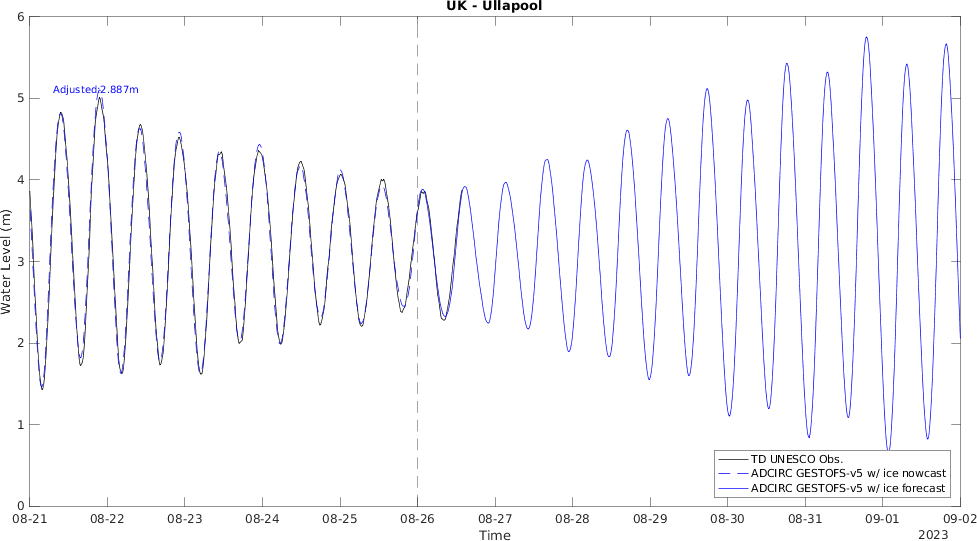 UK - Ullapool
6
5
4
3
2
1
0
Water Level (m)
Adjusted:2.887m
TD UNESCO Obs.
ADCIRC GESTOFS-v5 w/ ice nowcast
ADCIRC GESTOFS-v5 w/ ice forecast
08-21 08-22 08-23 08-24 08-25 08-26 08-27 08-28 08-29 08-30 08-31 09-01 09-02
Time
2023